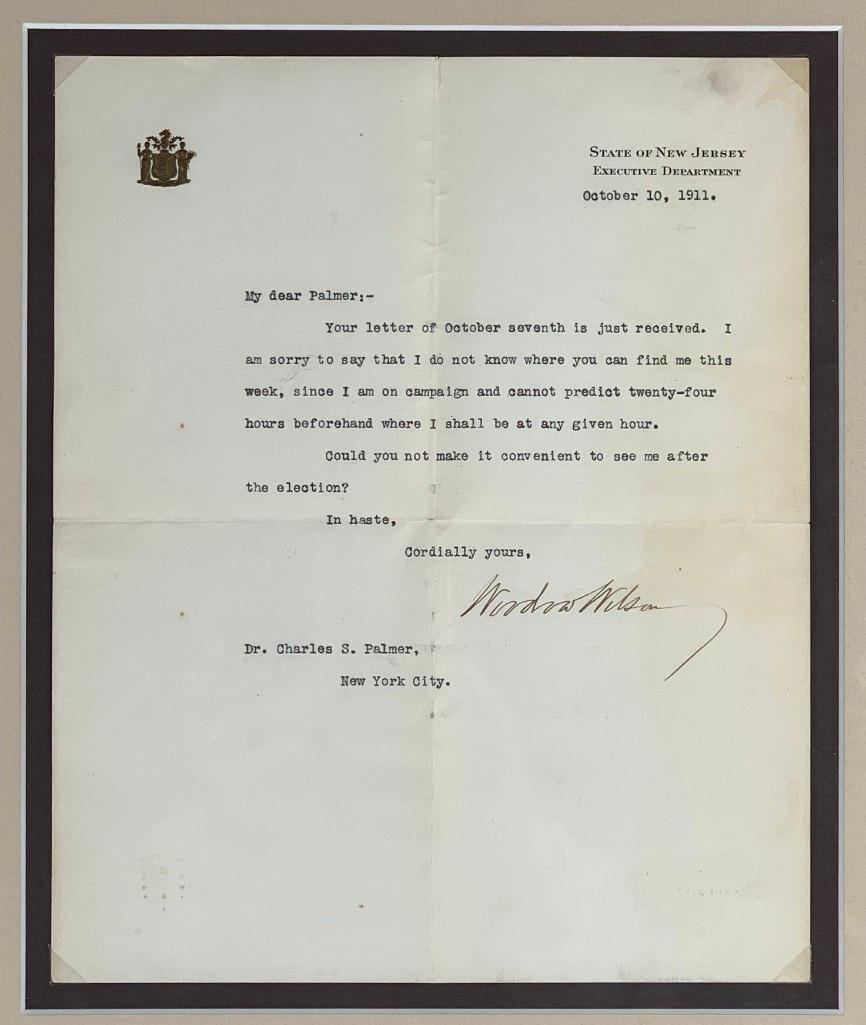 STATE OF NEW JERSEY
EXECUTIVE DEPARTMENT
October 10, 1911.
My dear Palmer:-
Your letter of October seventh is just received. I
am sorry to say that I do not know where you can find me this
week, since I am on campaign and cannot predict twenty-four
hours beforehand where I shall be at any given hour.
Could you not make it convenient to see me after
the election?
In haste,
Cordially yours,
Woodrow Wilson
Dr. Charles S. Palmer,
New York City.